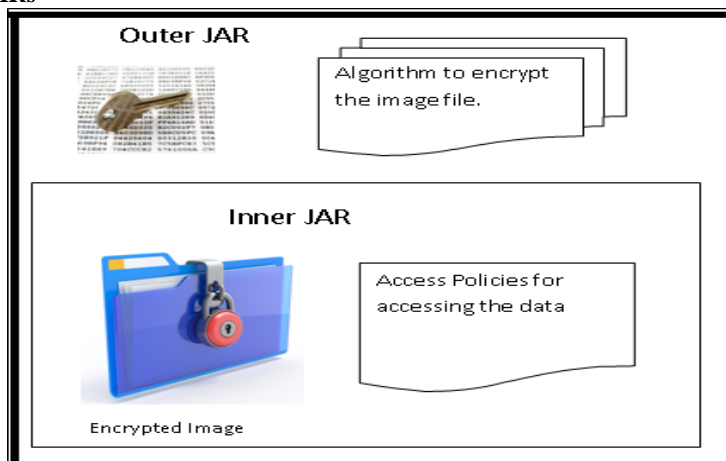 Outer JAR
Algorithm to encrypt
the image file.
Inner JAR
Access Policies for
accessing the data
Encrypted Image